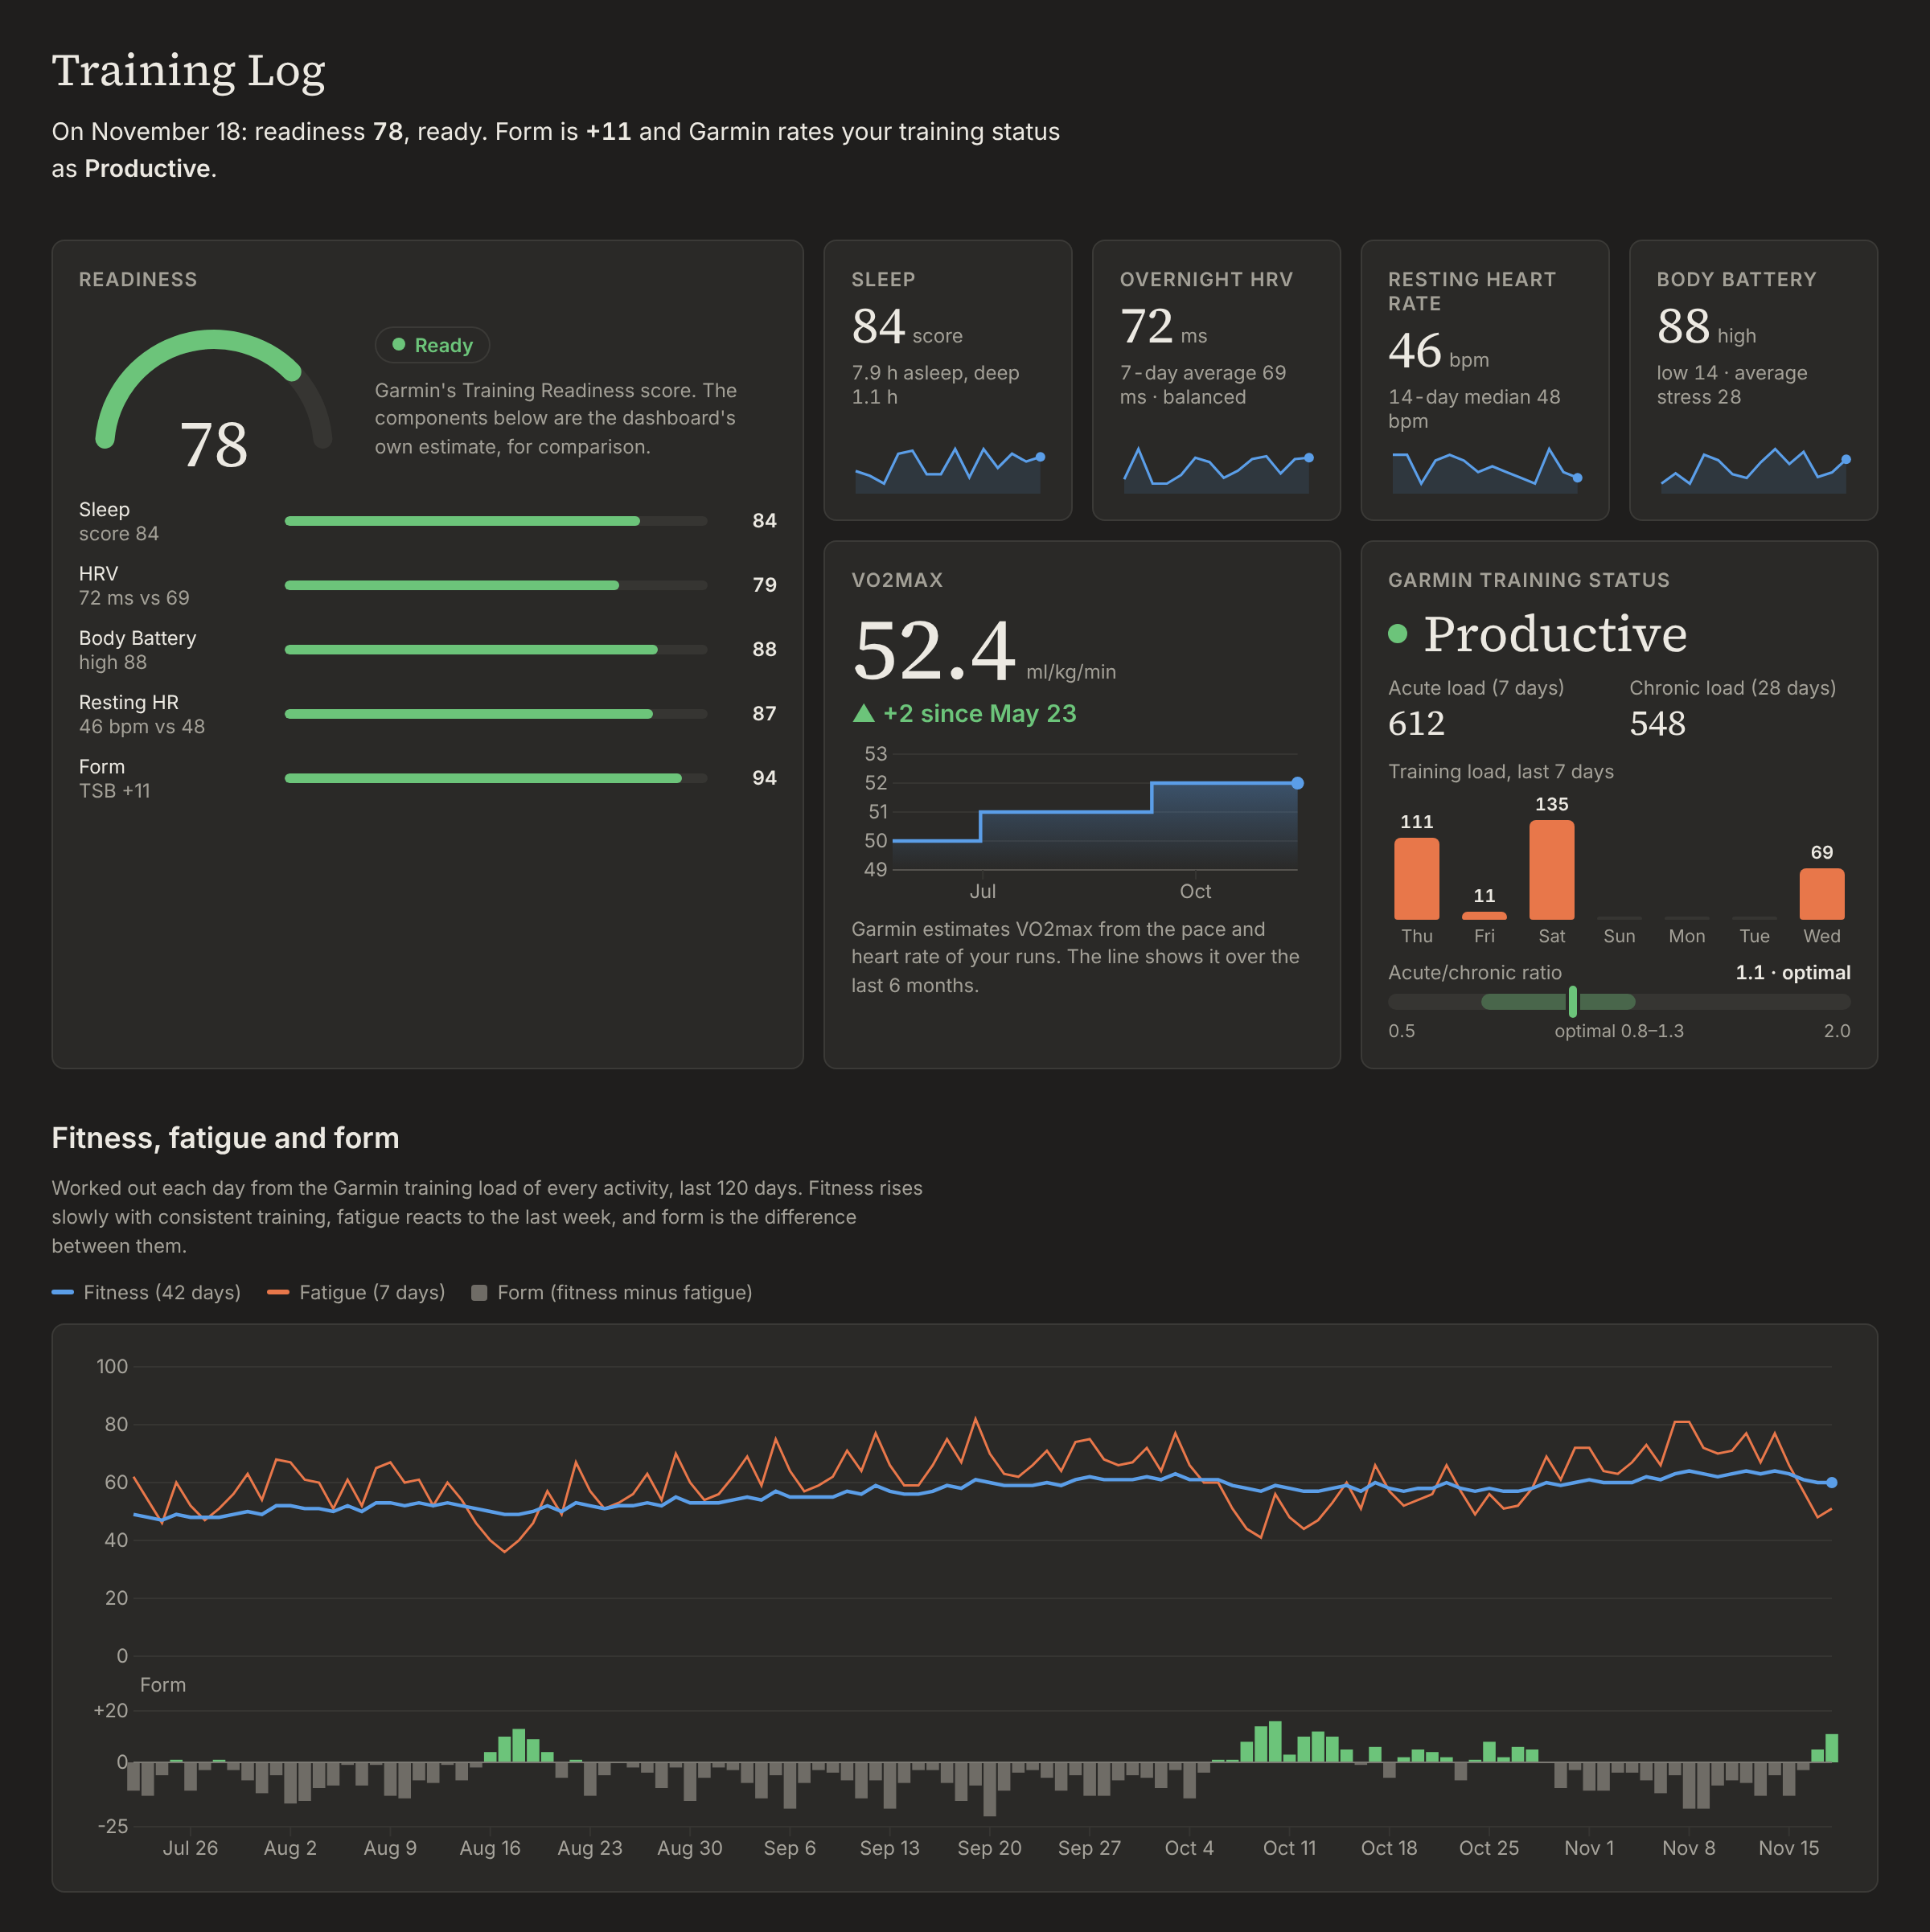 Training Log
On November 18: readiness 78, ready. Form is +11 and Garmin rates your training status
as Productive.
READINESS
78
Ready
Garmin's Training Readiness score. The
components below are the dashboard's
own estimate, for comparison.
Sleep
score 84
84
HRV
72 ms vs 69
79
Body Battery
high 88
88
Resting HR
46 bpm vs 48
87
Form
TSB +11
94
SLEEP
84 score
7.9 h asleep, deep
1.1 h
OVERNIGHT HRV
72 ms
7-day average 69
ms · balanced
RESTING HEART
RATE
46 bpm
14-day median 48
bpm
BODY BATTERY
88 high
low 14 · average
stress 28
VO2MAX
52.4 ml/kg/min
▲ +2 since May 23
53
52
51
50
49
Jul Oct
Garmin estimates VO2max from the pace and
heart rate of your runs. The line shows it over the
last 6 months.
GARMIN TRAINING STATUS
Productive
Acute load (7 days) Chronic load (28 days)
612 548
Training load, last 7 days
111 11 135 69
Thu Fri Sat Sun Mon Tue Wed
Acute/chronic ratio 1.1 · optimal
0.5 optimal 0.8–1.3 2.0
Fitness, fatigue and form
Worked out each day from the Garmin training load of every activity, last 120 days. Fitness rises
slowly with consistent training, fatigue reacts to the last week, and form is the difference
between them.
Fitness (42 days) Fatigue (7 days) Form (fitness minus fatigue)
100
80
60
40
20
0
Form
+20
0
-25
Jul 26 Aug 2 Aug 9 Aug 16 Aug 23 Aug 30 Sep 6 Sep 13 Sep 20 Sep 27 Oct 4 Oct 11 Oct 18 Oct 25 Nov 1 Nov 8 Nov 15